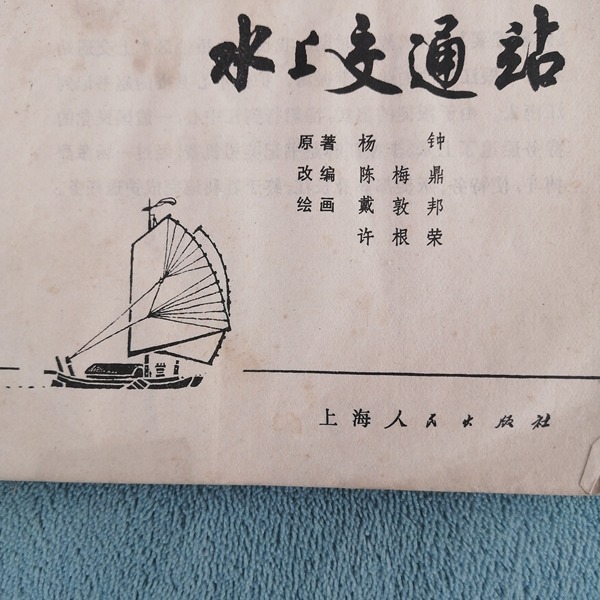 水上交通站
原著 杨 钟
改编 陈梅鼎
绘画 戴敦邦
许根荣
上海人民出版社